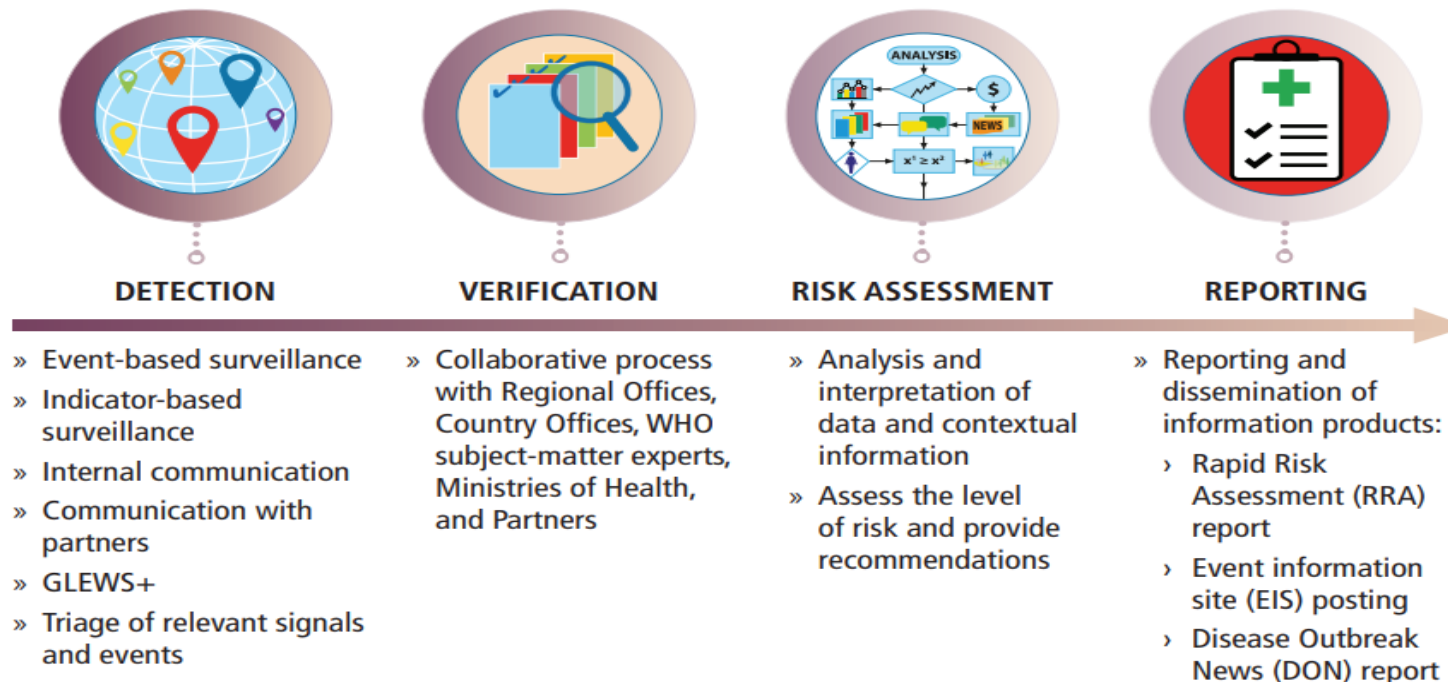 ANALYSIS
$
NEWS
x¹ ≥ x²
DETECTION
» Event-based surveillance
» Indicator-based
surveillance
» Internal communication
» Communication with
partners
» GLEWS+
» Triage of relevant signals
and events
VERIFICATION
» Collaborative process
with Regional Offices,
Country Offices, WHO
subject-matter experts,
Ministries of Health,
and Partners
RISK ASSESSMENT
» Analysis and
interpretation of
data and contextual
information
» Assess the level
of risk and provide
recommendations
REPORTING
» Reporting and
dissemination of
information products:
› Rapid Risk
Assessment (RRA)
report
› Event information
site (EIS) posting
› Disease Outbreak
News (DON) report